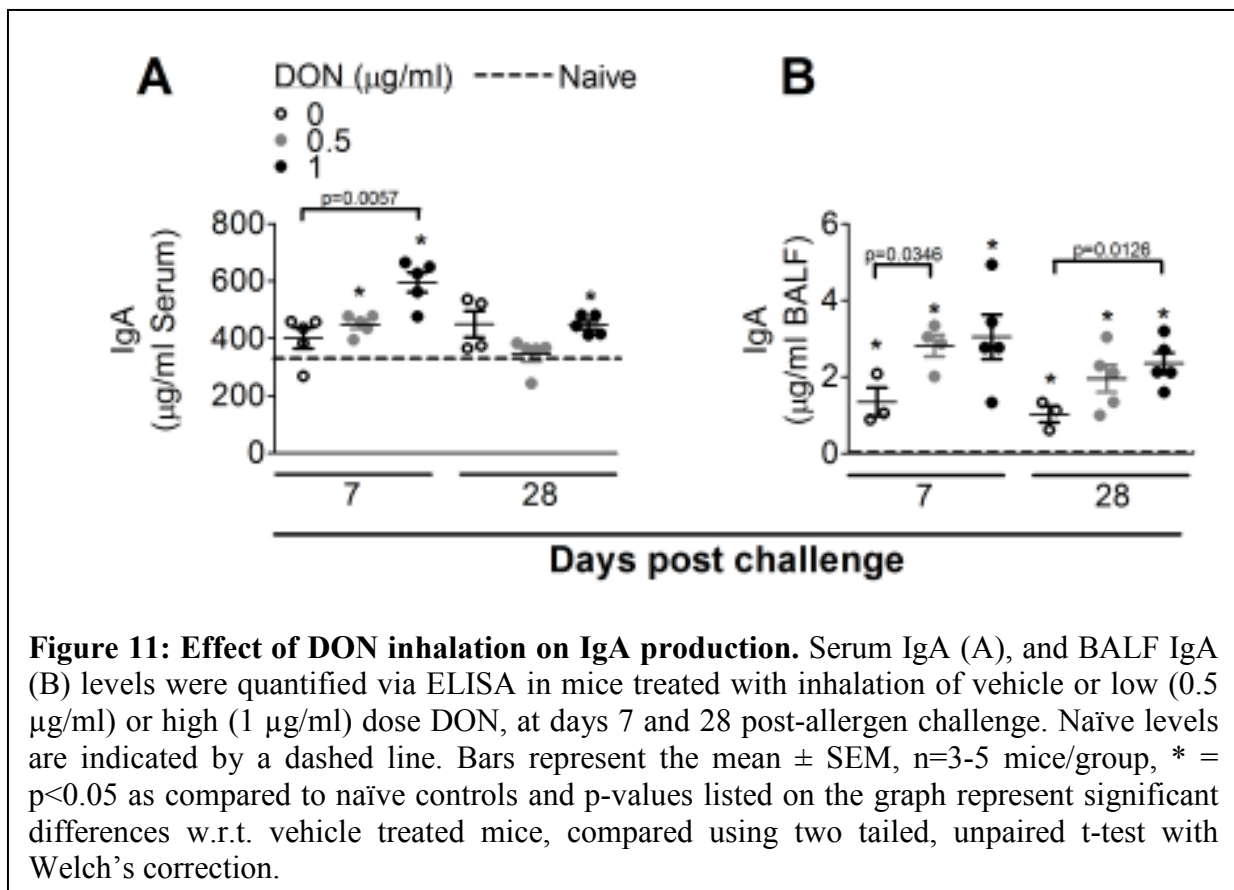 A
B
DON (µg/ml) ----- Naive
0
0.5
1
p=0.0057
800
600
400
200
0
IgA
(µg/ml Serum)
*
*
*
7
28
p=0.0346
p=0.0126
6
4
2
0
IgA
(µg/ml BALF)
*
*
*
*
*
*
7
28
Days post challenge
Figure 11: Effect of DON inhalation on IgA production. Serum IgA (A), and BALF IgA
(B) levels were quantified via ELISA in mice treated with inhalation of vehicle or low (0.5
µg/ml) or high (1 µg/ml) dose DON, at days 7 and 28 post-allergen challenge. Naïve levels
are indicated by a dashed line. Bars represent the mean ± SEM, n=3-5 mice/group, * =
p<0.05 as compared to naïve controls and p-values listed on the graph represent significant
differences w.r.t. vehicle treated mice, compared using two tailed, unpaired t-test with
Welch’s correction.